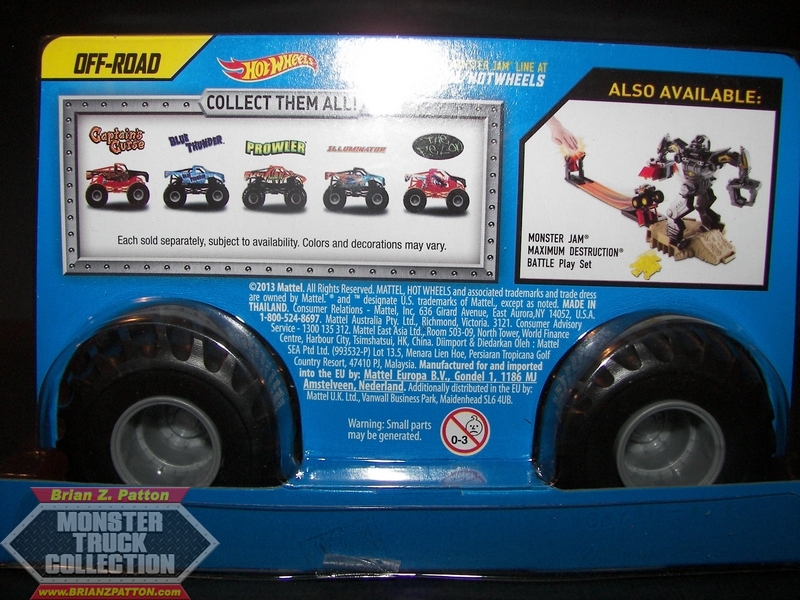 OFF-ROAD
HOT WHEELS
JAM LINE AT
HOTWHEELS
COLLECT THEM ALL!
Captain's
Curse
BLUE
THUNDER
PROWLER
ILLUMINATOR
THE
FELON
Each sold separately, subject to availability. Colors and decorations may vary.
ALSO AVAILABLE:
MONSTER JAM®
MAXIMUM DESTRUCTION®
BATTLE Play Set
©2013 Mattel. All Rights Reserved. MATTEL, HOT WHEELS and associated trademarks and trade dress
are owned by Mattel. ® and ™ designate U.S. trademarks of Mattel, except as noted. MADE IN
THAILAND. Consumer Relations - Mattel, Inc, 636 Girard Avenue, East Aurora, NY 14052, U.S.A.
1-800-524-8697. Mattel Australia Pty. Ltd., Richmond, Victoria. 3121. Consumer Advisory
Service - 1300 135 312. Mattel East Asia Ltd., Room 503-09, North Tower, World Finance
Centre, Harbour City, Tsimshatsui, HK, China. Diimport & Diedarkan Oleh : Mattel
SEA Ptd Ltd. (993532-P) Lot 13.5, Menara Lien Hoe, Persiaran Tropicana Golf
Country Resort, 47410 PJ, Malaysia. Manufactured for and imported
into the EU by: Mattel Europa B.V., Gondel 1, 1186 MJ
Amstelveen, Nederland. Additionally distributed in the EU by:
Mattel U.K. Ltd., Vanwall Business Park, Maidenhead SL6 4UB.
Warning: Small parts
may be generated.
0-3
Brian Z. Patton
MONSTER
TRUCK
COLLECTION
www.BRIANZPATTON.com